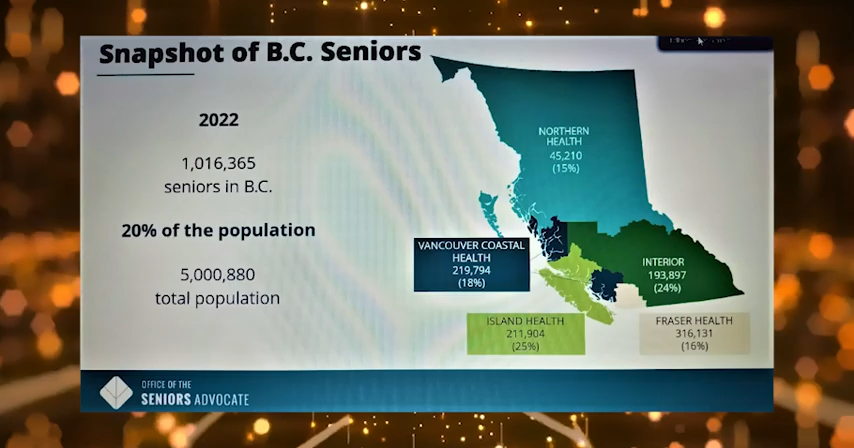 Snapshot of B.C. Seniors
2022
1,016,365
seniors in B.C.
20% of the population
5,000,880
total population
NORTHERN
HEALTH
45,210
(15%)
VANCOUVER COASTAL
HEALTH
219,794
(18%)
INTERIOR
193,897
(24%)
ISLAND HEALTH
211,904
(25%)
FRASER HEALTH
316,131
(16%)
OFFICE OF THE
SENIORS ADVOCATE